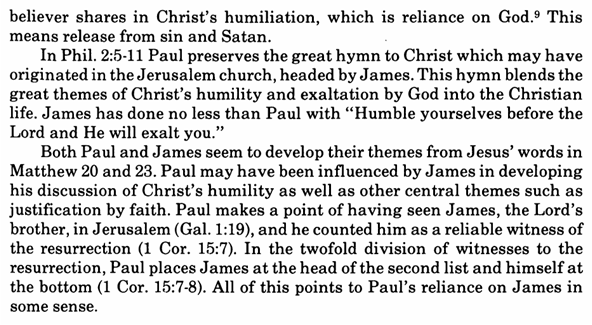 believer shares in Christ's humiliation, which is reliance on God.⁹ This
means release from sin and Satan.
In Phil. 2:5-11 Paul preserves the great hymn to Christ which may have
originated in the Jerusalem church, headed by James. This hymn blends the
great themes of Christ's humility and exaltation by God into the Christian
life. James has done no less than Paul with "Humble yourselves before the
Lord and He will exalt you."
Both Paul and James seem to develop their themes from Jesus' words in
Matthew 20 and 23. Paul may have been influenced by James in developing
his discussion of Christ's humility as well as other central themes such as
justification by faith. Paul makes a point of having seen James, the Lord's
brother, in Jerusalem (Gal. 1:19), and he counted him as a reliable witness of
the resurrection (1 Cor. 15:7). In the twofold division of witnesses to the
resurrection, Paul places James at the head of the second list and himself at
the bottom (1 Cor. 15:7-8). All of this points to Paul's reliance on James in
some sense.